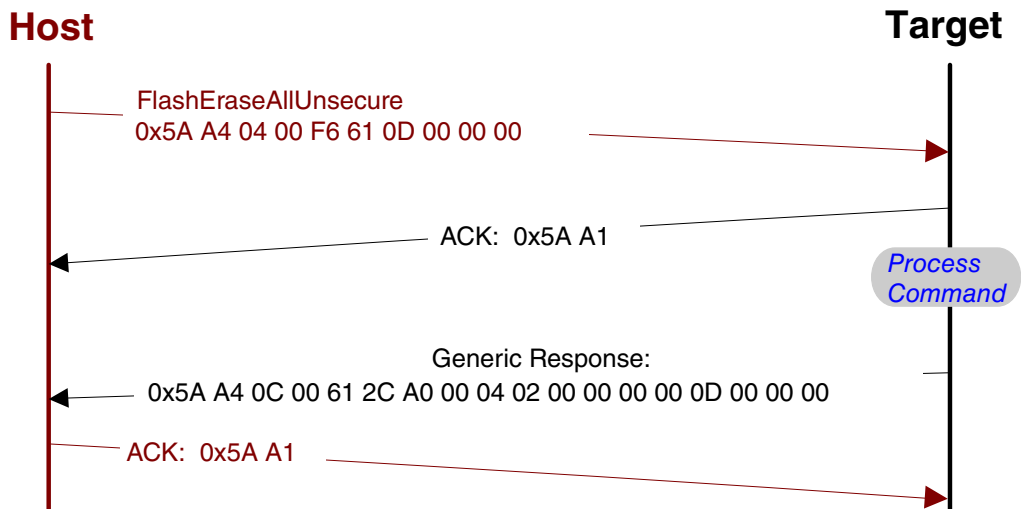 Host
Target
FlashEraseAllUnsecure
0x5A A4 04 00 F6 61 0D 00 00 00
ACK: 0x5A A1
Process
Command
Generic Response:
0x5A A4 0C 00 61 2C A0 00 04 02 00 00 00 00 0D 00 00 00
ACK: 0x5A A1